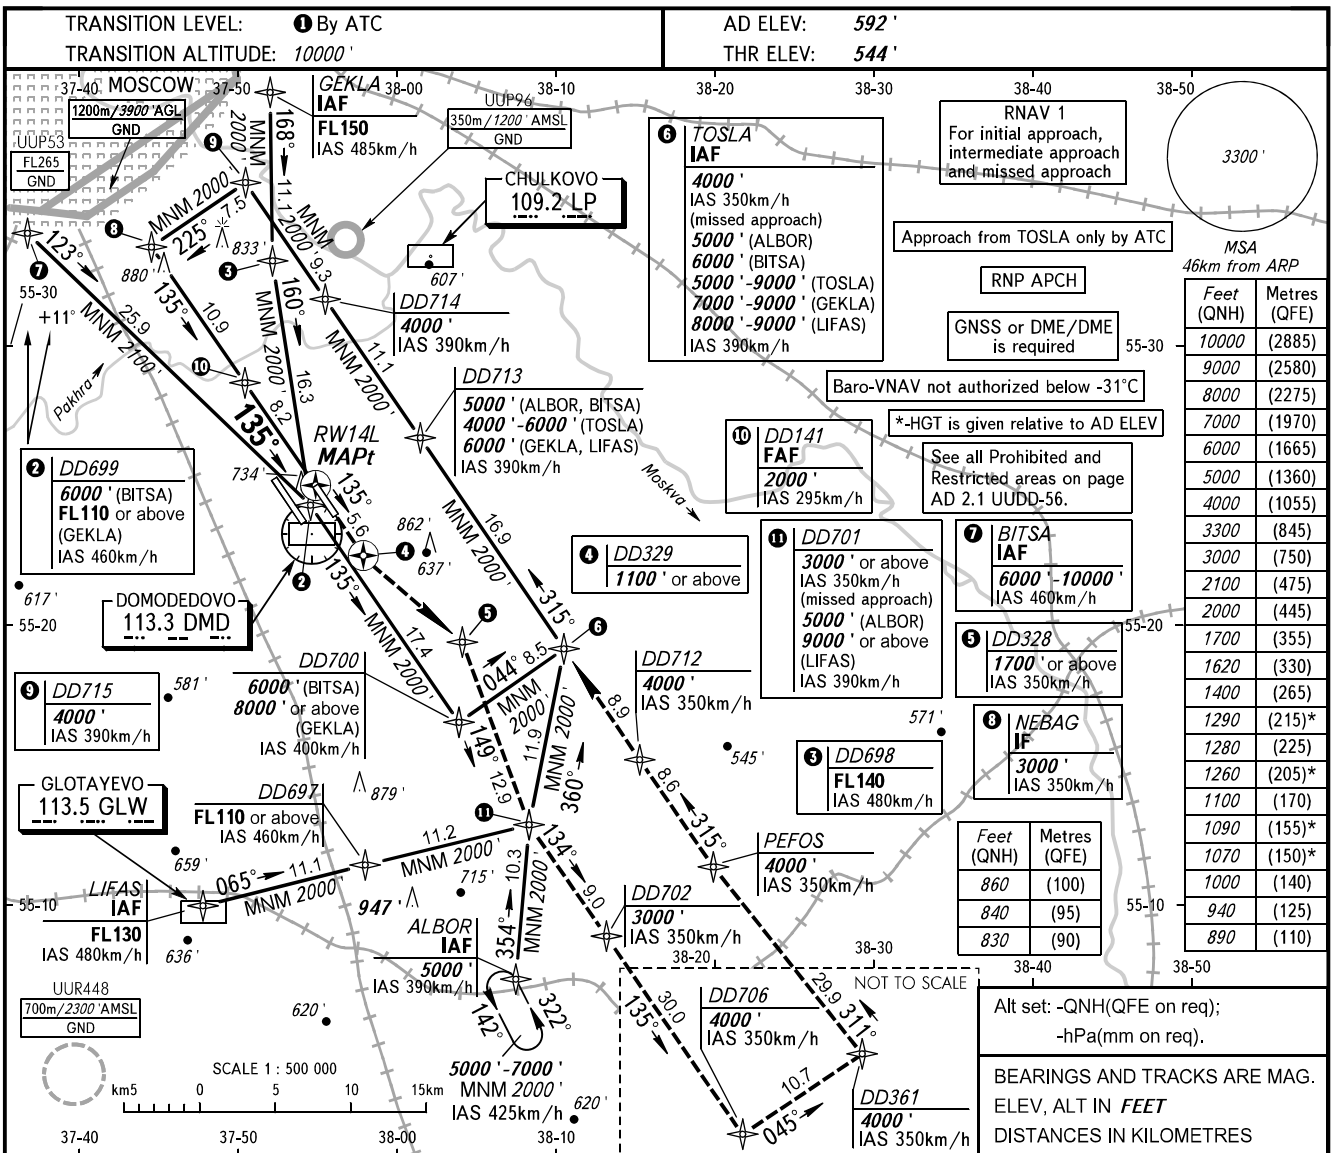 TRANSITION LEVEL: ❶ By ATC
TRANSITION ALTITUDE: 10000 '
AD ELEV: 592 '
THR ELEV: 544 '
37-40
MOSCOW
37-50
38-00
38-10
38-20
38-30
38-40
38-50
1200m/3900 'AGL
GND
UUP53
FL265
GND
GEKLA
IAF
FL150
IAS 485km/h
UUP96
350m/1200 ' AMSL
GND
CHULKOVO
109.2 LP
607 '
❻ TOSLA
IAF
4000 '
IAS 350km/h
(missed approach)
5000 ' (ALBOR)
6000 ' (BITSA)
5000 '-9000 ' (TOSLA)
7000 '-9000 ' (GEKLA)
8000 '-9000 ' (LIFAS)
IAS 390km/h
RNAV 1
For initial approach,
intermediate approach
and missed approach
3300 '
MSA
46km from ARP
Approach from TOSLA only by ATC
RNP APCH
GNSS or DME/DME
is required
Baro-VNAV not authorized below -31°C
*-HGT is given relative to AD ELEV
See all Prohibited and
Restricted areas on page
AD 2.1 UUDD-56.
Feet (QNH) Metres (QFE)
10000 (2885)
9000 (2580)
8000 (2275)
7000 (1970)
6000 (1665)
5000 (1360)
4000 (1055)
3300 (845)
3000 (750)
2100 (475)
2000 (445)
1700 (355)
1620 (330)
1400 (265)
1290 (215)*
1280 (225)
1260 (205)*
1100 (170)
1090 (155)*
1070 (150)*
1000 (140)
940 (125)
890 (110)
168°
11.1
MNM 2000 '
❾
MNM 2000 '
7.5
225°
❽
833 '
880 '
❸
MNM 2000 '
9.3
❼
123°
25.9
MNM 2100 '
55-30
+11°
Pakhra
135°
10.9
❿
8.2
135°
160°
MNM 2000 '
16.3
DD714
4000 '
IAS 390km/h
11.1
MNM 2000 '
DD713
5000 ' (ALBOR, BITSA)
4000 '-6000 ' (TOSLA)
6000 ' (GEKLA, LIFAS)
IAS 390km/h
55-30
RW14L
MAPt
734 '
135°
5.6
❹
862 '
637 '
16.9
MNM 2000 '
315°
Moskva
❷ DD699
6000 ' (BITSA)
FL110 or above
(GEKLA)
IAS 460km/h
617 '
55-20
❷
DOMODEDOVO
113.3 DMD
135°
17.4
MNM 2000 '
❺
❿ DD141
FAF
2000 '
IAS 295km/h
❹ DD329
1100 ' or above
⓫ DD701
3000 ' or above
IAS 350km/h
(missed approach)
5000 ' (ALBOR)
9000 ' or above
(LIFAS)
IAS 390km/h
❼ BITSA
IAF
6000 '-10000 '
IAS 460km/h
55-20
❺ DD328
1700 ' or above
IAS 350km/h
❽ NEBAG
IF
3000 '
IAS 350km/h
❸ DD698
FL140
IAS 480km/h
571 '
545 '
❾ DD715
4000 '
IAS 390km/h
581 '
DD700
6000 ' (BITSA)
8000 ' or above
(GEKLA)
IAS 400km/h
044°
8.5
MNM 2000 '
❻
149°
12.9
11.9
MNM 2000 '
360°
DD712
4000 '
IAS 350km/h
8.9
8.6
315°
GLOTAYEVO
113.5 GLW
DD697
FL110 or above
IAS 460km/h
879 '
⓫
659 '
065°
11.1
MNM 2000 '
11.2
MNM 2000 '
LIFAS
IAF
FL130
IAS 480km/h
55-10
636 '
947 '
715 '
10.3
MNM 2000 '
354°
ALBOR
IAF
5000 '
IAS 390km/h
142°
322°
5000 '-7000 '
MNM 2000 '
IAS 425km/h
134°
9.0
PEFOS
4000 '
IAS 350km/h
DD702
3000 '
IAS 350km/h
Feet (QNH) Metres (QFE)
860 (100)
840 (95)
830 (90)
55-10
38-20
38-30
38-40
38-50
NOT TO SCALE
30.0
135°
DD706
4000 '
IAS 350km/h
29.9
311°
10.7
045°
DD361
4000 '
IAS 350km/h
UUR448
700m/2300 'AMSL
GND
620 '
620 '
SCALE 1 : 500 000
km5 0 5 10 15km
37-40
37-50
38-00
38-10
Alt set: -QNH(QFE on req);
-hPa(mm on req).
BEARINGS AND TRACKS ARE MAG.
ELEV, ALT IN FEET
DISTANCES IN KILOMETRES